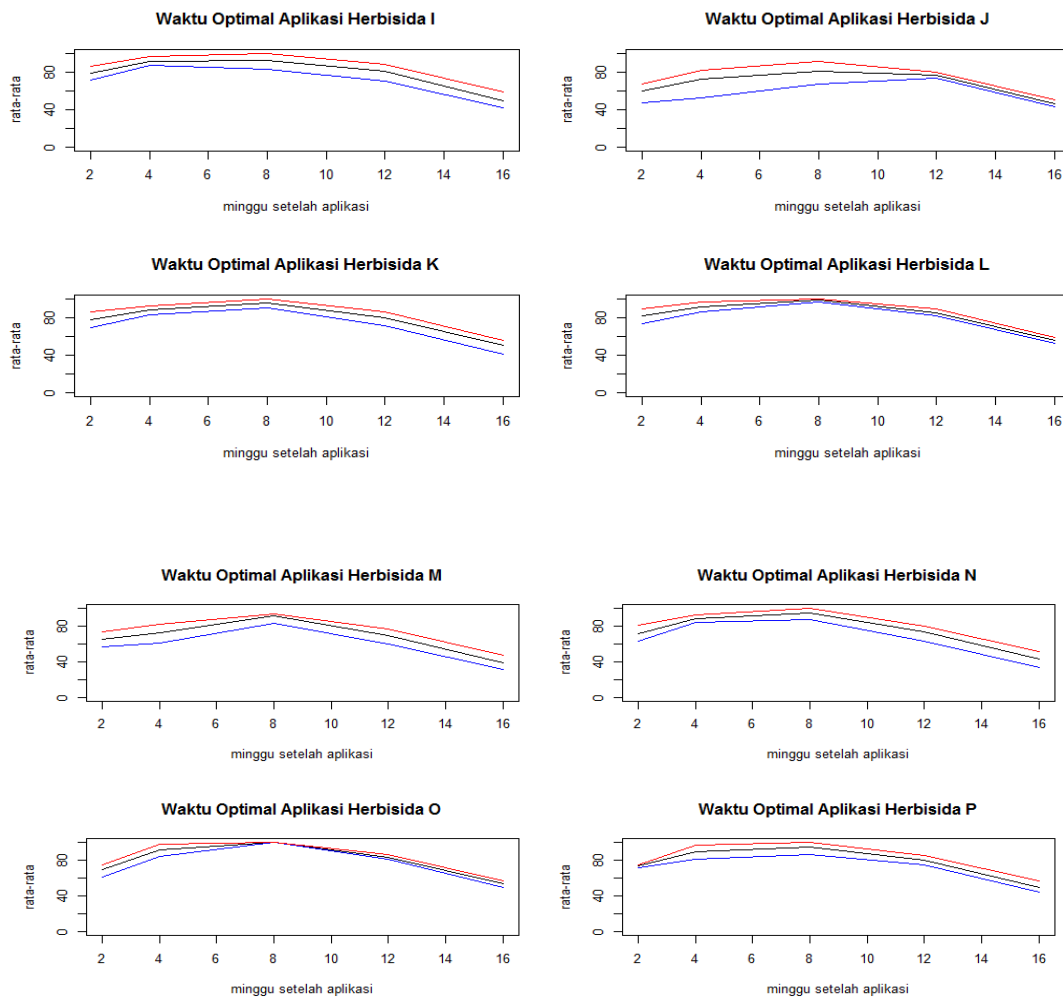 Waktu Optimal Aplikasi Herbisida I
rata-rata
0 40 80
2 4 6 8 10 12 14 16
minggu setelah aplikasi
Waktu Optimal Aplikasi Herbisida J
rata-rata
0 40 80
2 4 6 8 10 12 14 16
minggu setelah aplikasi
Waktu Optimal Aplikasi Herbisida K
rata-rata
0 40 80
2 4 6 8 10 12 14 16
minggu setelah aplikasi
Waktu Optimal Aplikasi Herbisida L
rata-rata
0 40 80
2 4 6 8 10 12 14 16
minggu setelah aplikasi
Waktu Optimal Aplikasi Herbisida M
rata-rata
0 40 80
2 4 6 8 10 12 14 16
minggu setelah aplikasi
Waktu Optimal Aplikasi Herbisida N
rata-rata
0 40 80
2 4 6 8 10 12 14 16
minggu setelah aplikasi
Waktu Optimal Aplikasi Herbisida O
rata-rata
0 40 80
2 4 6 8 10 12 14 16
minggu setelah aplikasi
Waktu Optimal Aplikasi Herbisida P
rata-rata
0 40 80
2 4 6 8 10 12 14 16
minggu setelah aplikasi